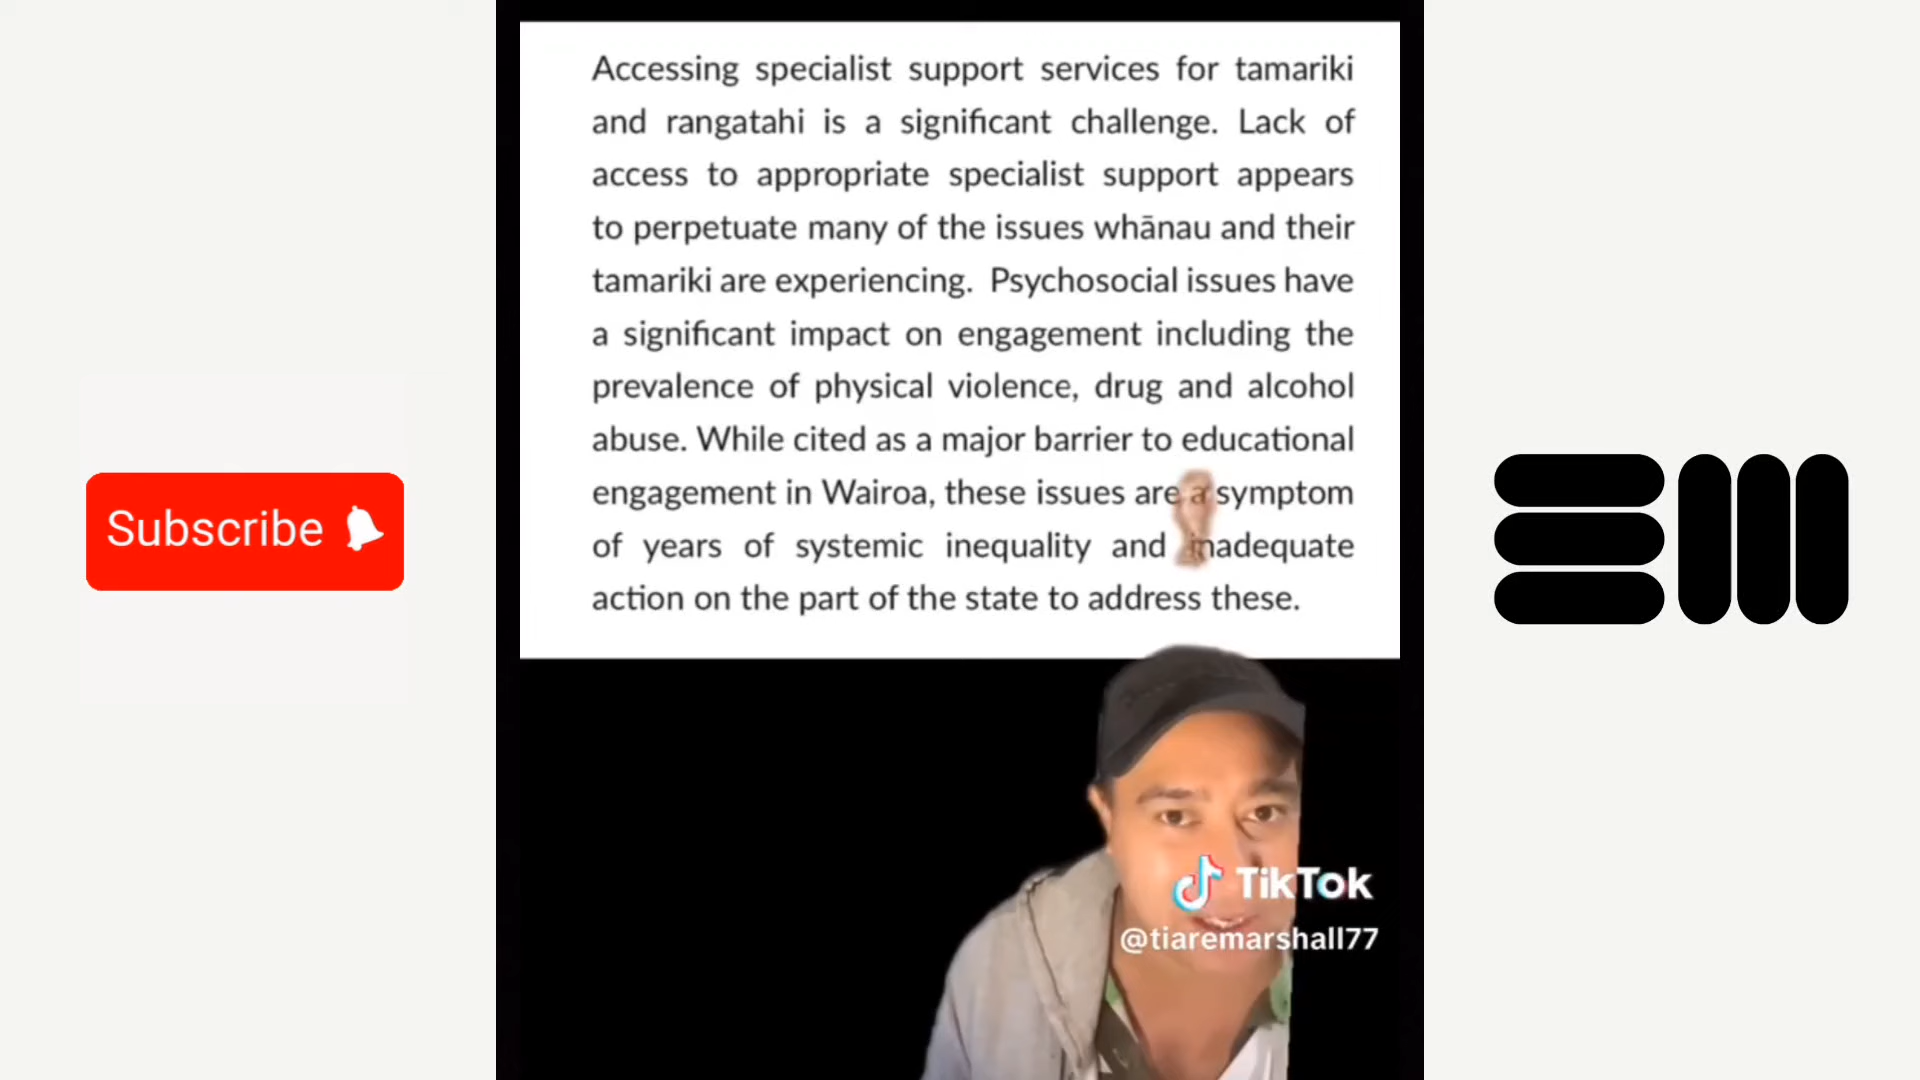 Accessing specialist support services for tamariki
and rangatahi is a significant challenge. Lack of
access to appropriate specialist support appears
to perpetuate many of the issues whānau and their
tamariki are experiencing. Psychosocial issues have
a significant impact on engagement including the
prevalence of physical violence, drug and alcohol
abuse. While cited as a major barrier to educational
engagement in Wairoa, these issues are a symptom
of years of systemic inequality and inadequate
action on the part of the state to address these.
Subscribe
TikTok
@tiaremarshall77